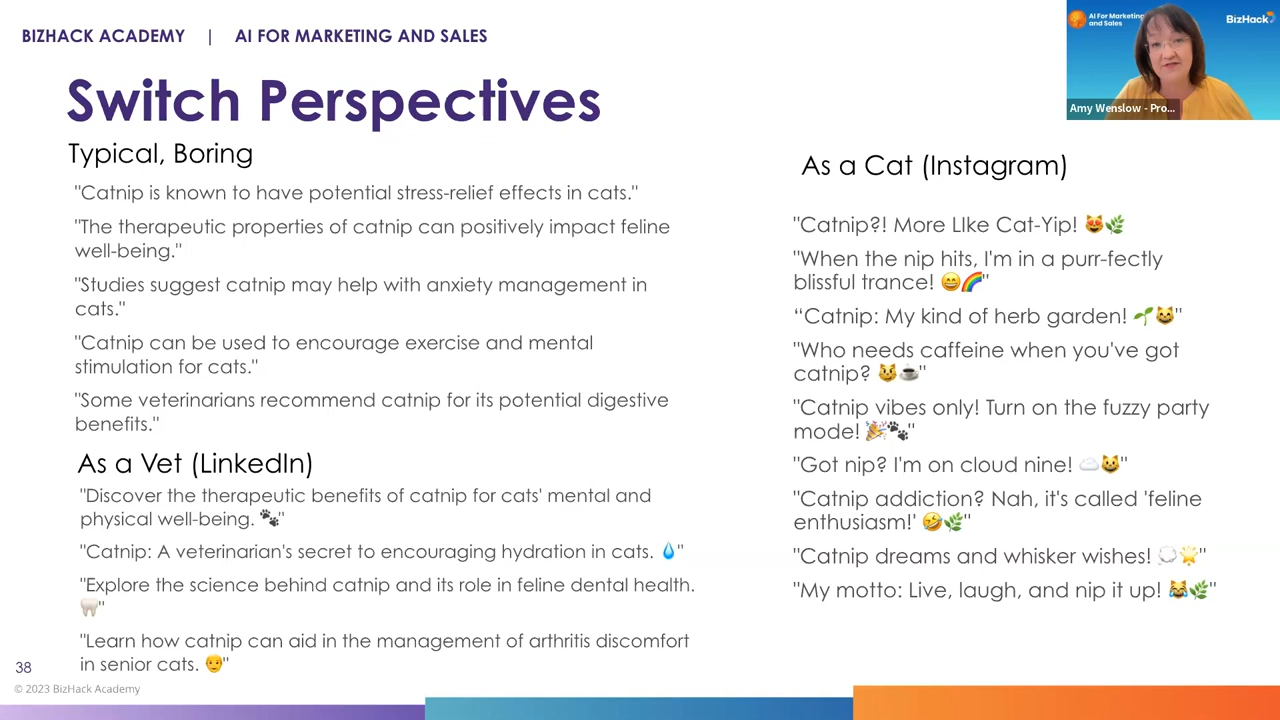 BIZHACK ACADEMY | AI FOR MARKETING AND SALES
AI For Marketing
and Sales
BizHack
Amy Wenslow - Pro...
Switch Perspectives
Typical, Boring
"Catnip is known to have potential stress-relief effects in cats."
"The therapeutic properties of catnip can positively impact feline
well-being."
"Studies suggest catnip may help with anxiety management in
cats."
"Catnip can be used to encourage exercise and mental
stimulation for cats."
"Some veterinarians recommend catnip for its potential digestive
benefits."
As a Vet (LinkedIn)
"Discover the therapeutic benefits of catnip for cats' mental and
physical well-being. 🐾"
"Catnip: A veterinarian's secret to encouraging hydration in cats. 💧"
"Explore the science behind catnip and its role in feline dental health.
🦷"
"Learn how catnip can aid in the management of arthritis discomfort
in senior cats. 👴"
As a Cat (Instagram)
"Catnip?! More LIke Cat-Yip! 😻🌿
"When the nip hits, I'm in a purr-fectly
blissful trance! 😄🌈"
“Catnip: My kind of herb garden! 🌱😺"
"Who needs caffeine when you've got
catnip? 😼☕"
"Catnip vibes only! Turn on the fuzzy party
mode! 🎉🐾"
"Got nip? I'm on cloud nine! ☁️😺"
"Catnip addiction? Nah, it's called 'feline
enthusiasm!' 🤣🌿"
"Catnip dreams and whisker wishes! 💭🌟"
"My motto: Live, laugh, and nip it up! 😹🌿"
38
© 2023 BizHack Academy